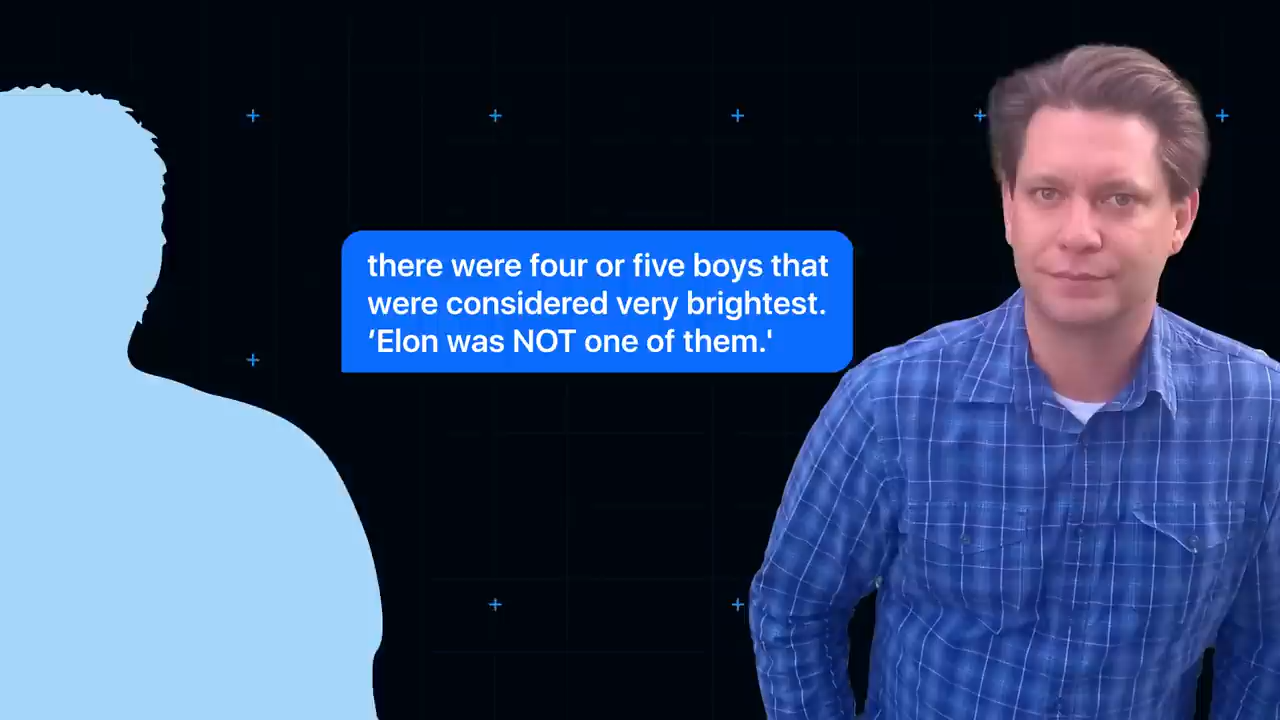 there were four or five boys that
were considered very brightest.
‘Elon was NOT one of them.'